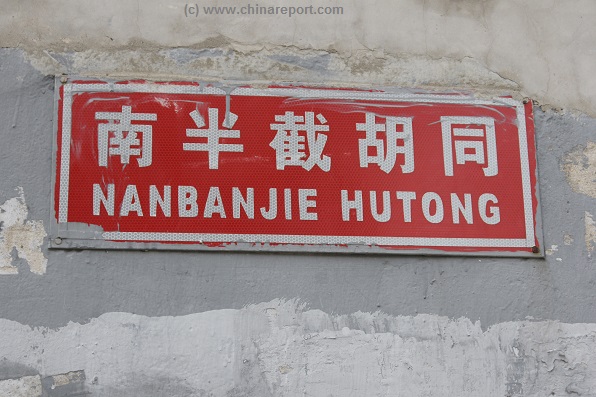 (c) www.chinareport.com
南半截胡同
NANBANJIE HUTONG